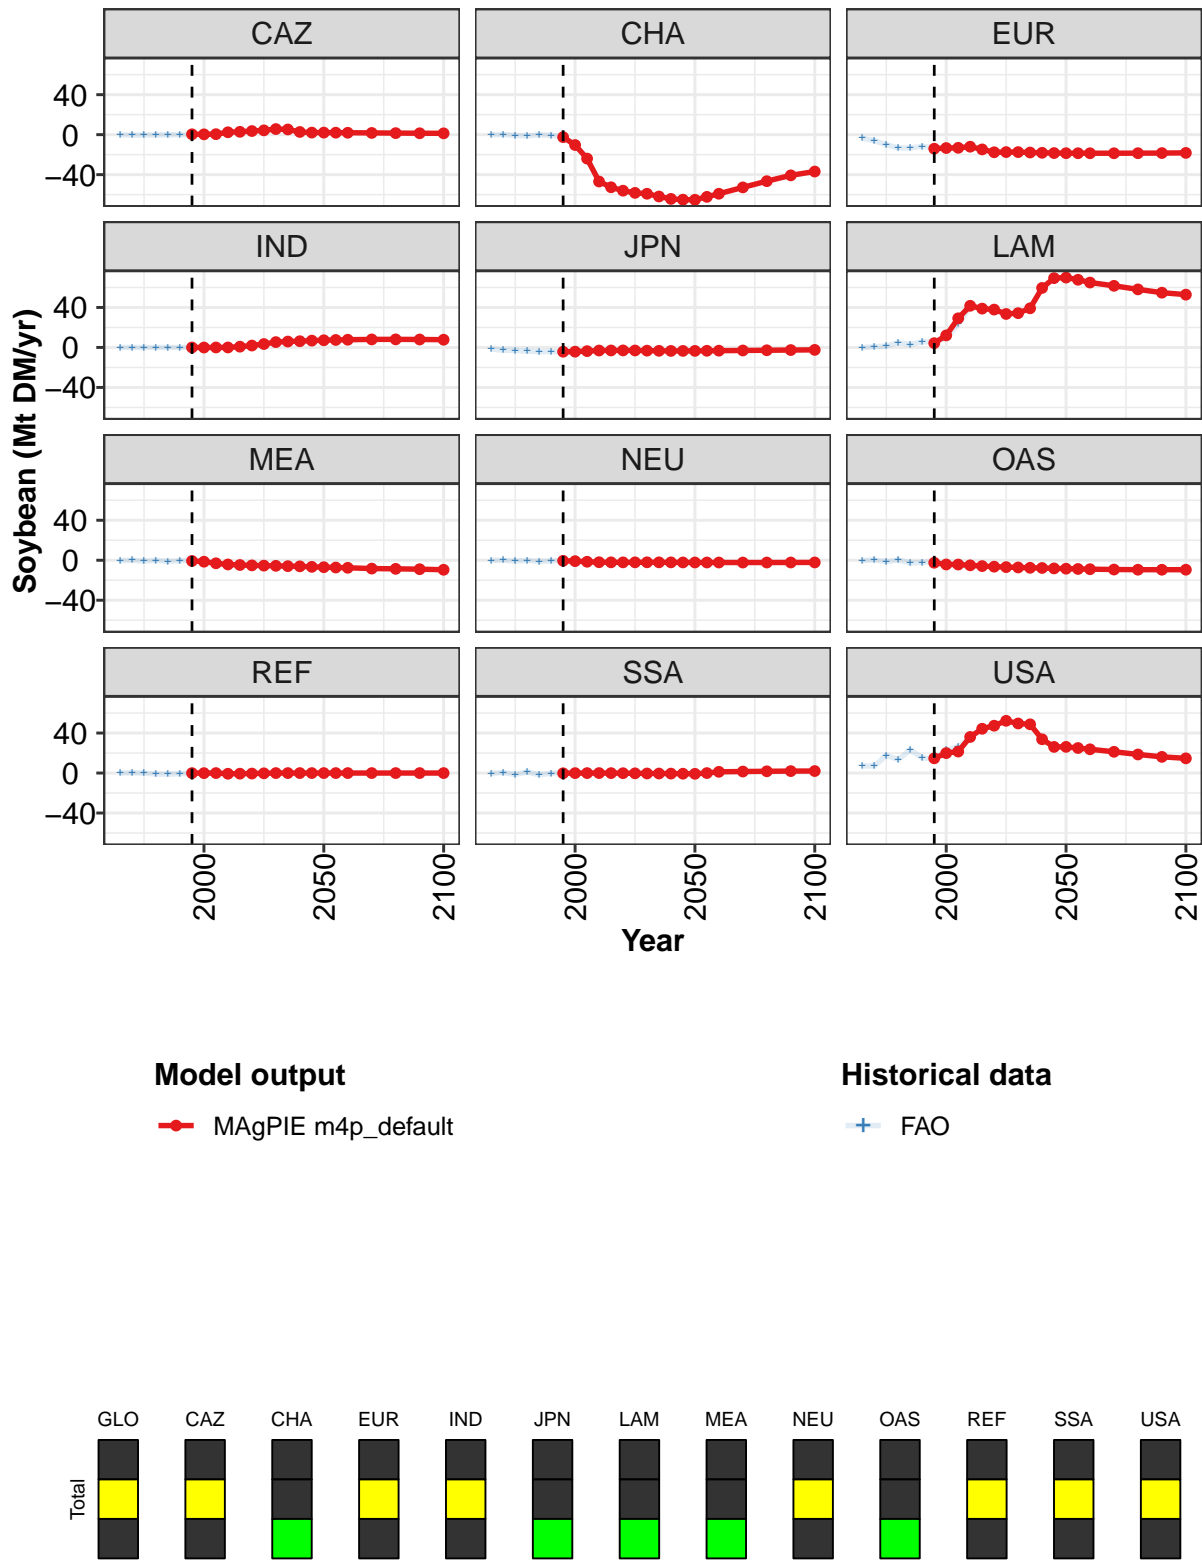 CAZ CHA EUR
40
0
−40
IND JPN LAM
40
0
−40
MEA NEU OAS
40
0
−40
REF SSA USA
40
0
−40
Soybean (Mt DM/yr)
2000 2050 2100 2000 2050 2100 2000 2050 2100
Year
Model output Historical data
MAgPIE m4p_default FAO
GLO CAZ CHA EUR IND JPN LAM MEA NEU OAS REF SSA USA
Total